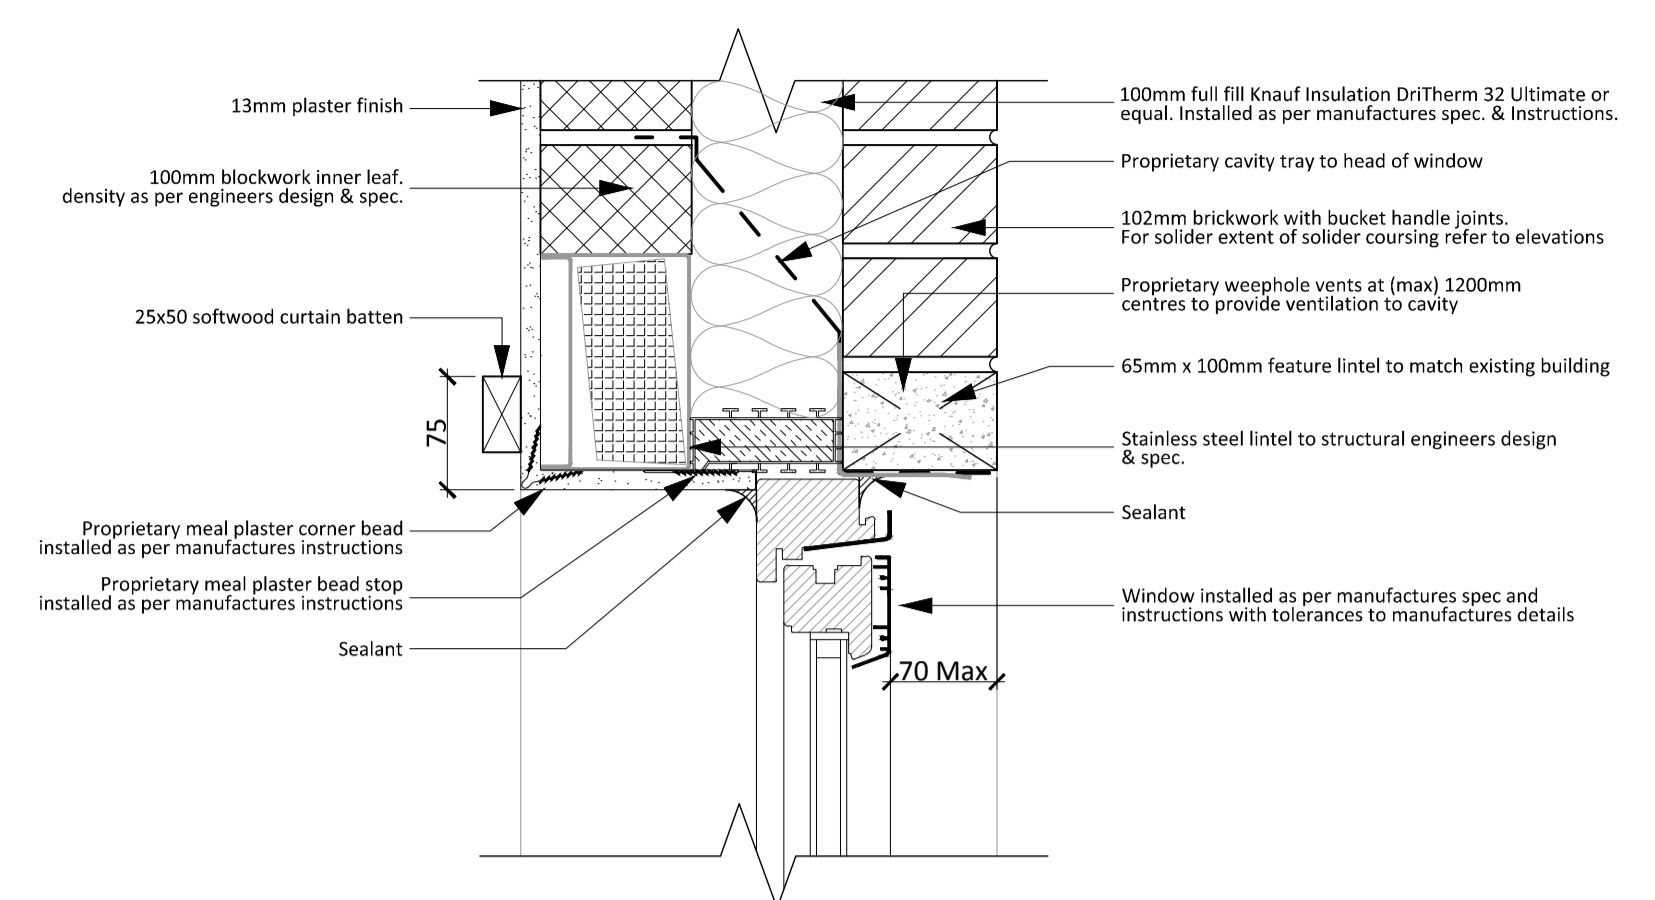 13mm plaster finish
100mm blockwork inner leaf.
density as per engineers design & spec.
25x50 softwood curtain batten
75
Proprietary meal plaster corner bead
installed as per manufactures instructions
Proprietary meal plaster bead stop
installed as per manufactures instructions
Sealant
100mm full fill Knauf Insulation DriTherm 32 Ultimate or
equal. Installed as per manufactures spec. & Instructions.
Proprietary cavity tray to head of window
102mm brickwork with bucket handle joints.
For solider extent of solider coursing refer to elevations
Proprietary weephole vents at (max) 1200mm
centres to provide ventilation to cavity
65mm x 100mm feature lintel to match existing building
Stainless steel lintel to structural engineers design
& spec.
Sealant
Window installed as per manufactures spec and
instructions with tolerances to manufactures details
70 Max